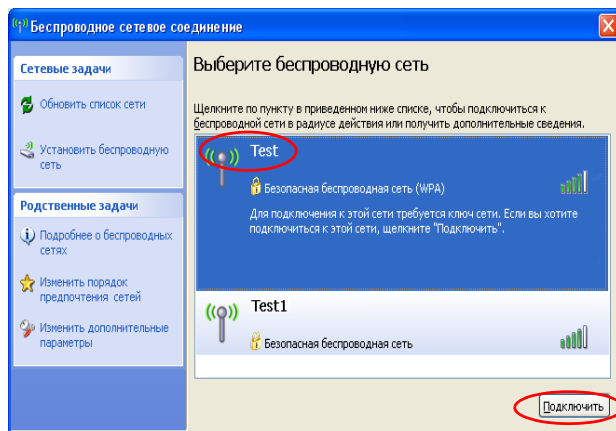 Беспроводное сетевое соединение
Сетевые задачи
Обновить список сети
Установить беспроводную
сеть
Родственные задачи
Подробнее о беспроводных
сетях
Изменить порядок
предпочтения сетей
Изменить дополнительные
параметры
Выберите беспроводную сеть
Щелкните по пункту в приведенном ниже списке, чтобы подключиться к
беспроводной сети в радиусе действия или получить дополнительные сведения.
Test
Безопасная беспроводная сеть (WPA)
Для подключения к этой сети требуется ключ сети. Если вы хотите
подключиться к этой сети, щелкните "Подключить".
Test1
Безопасная беспроводная сеть
Подключить